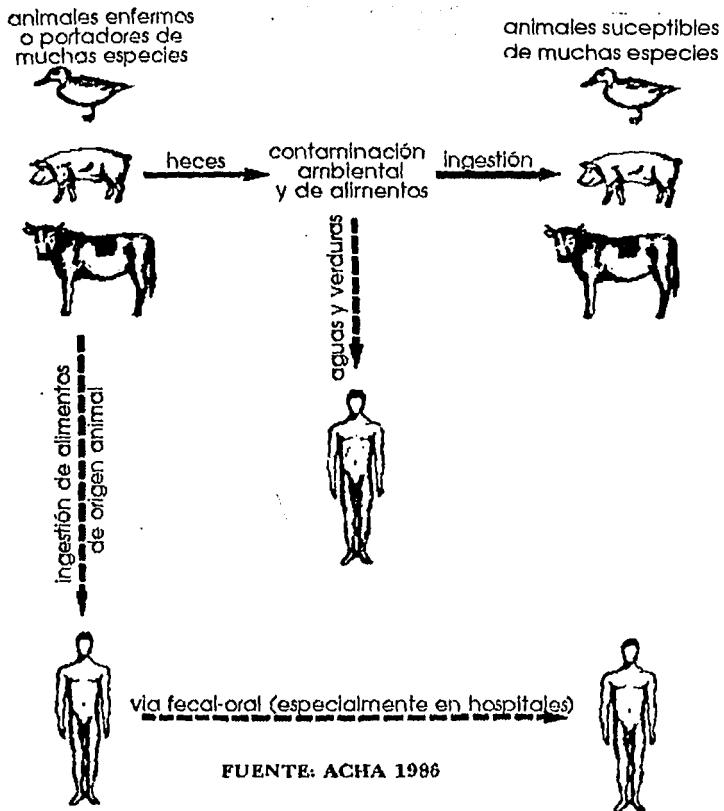 animales enfermos
o portadores de
muchas especies
animales suceptibles
de muchas especies
heces
contaminación
ambiental
y de alimentos
ingestión
aguas y verduras
ingestión de alimentos
de origen animal
via fecal-oral (especialmente en hospitales)
FUENTE: ACHA 1986